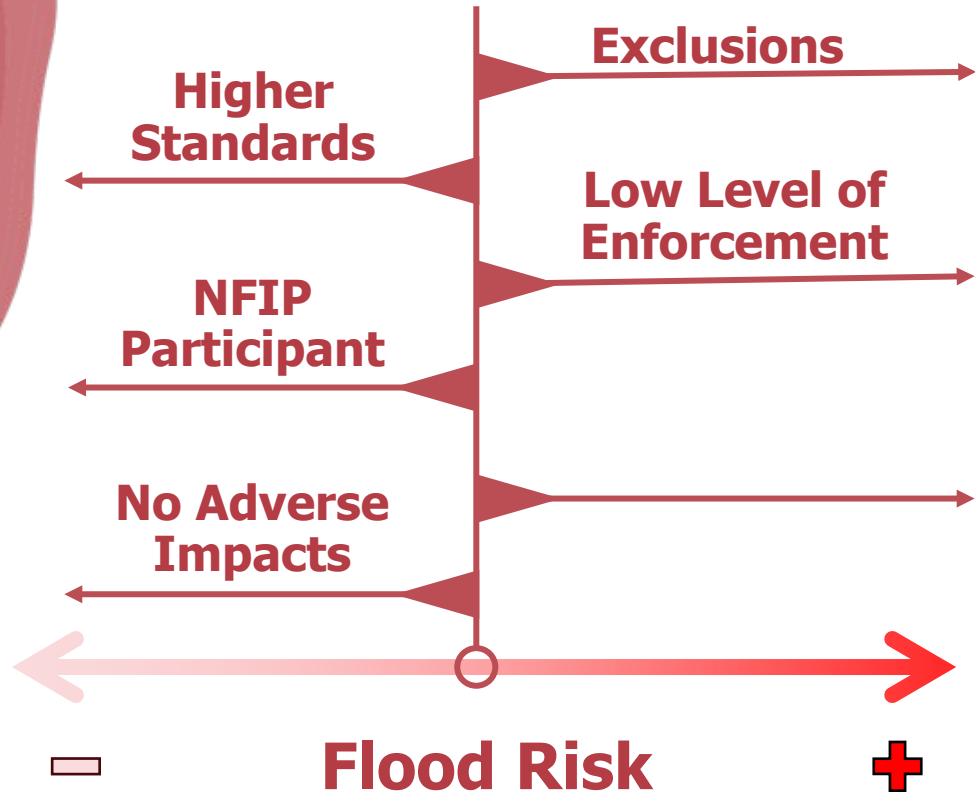 Exclusions
Higher
Standards
Low Level of
Enforcement
NFIP
Participant
No Adverse
Impacts
Flood Risk